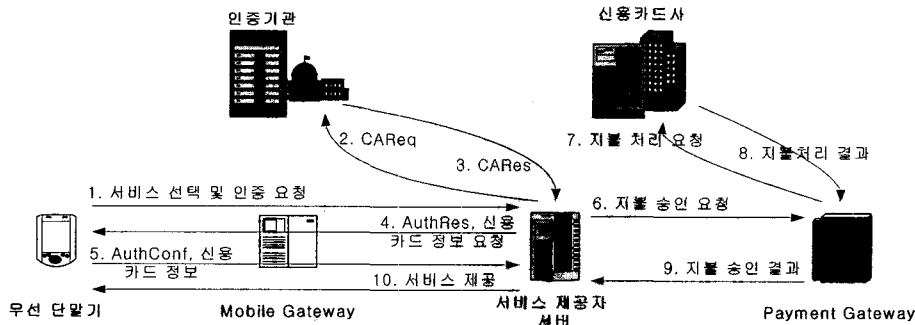 인증기관
신용카드사
2. CAReq
3. CARes
7. 지불 처리 요청
8. 지불처리 결과
1. 서비스 선택 및 인증 요청
4. AuthRes, 신용
카드 정보 요청
5. AuthConf, 신용
카드 정보
6. 지불 승인 요청
9. 지불 승인 결과
10. 서비스 제공
무선 단말기
Mobile Gateway
서비스 제공자
서버
Payment Gateway